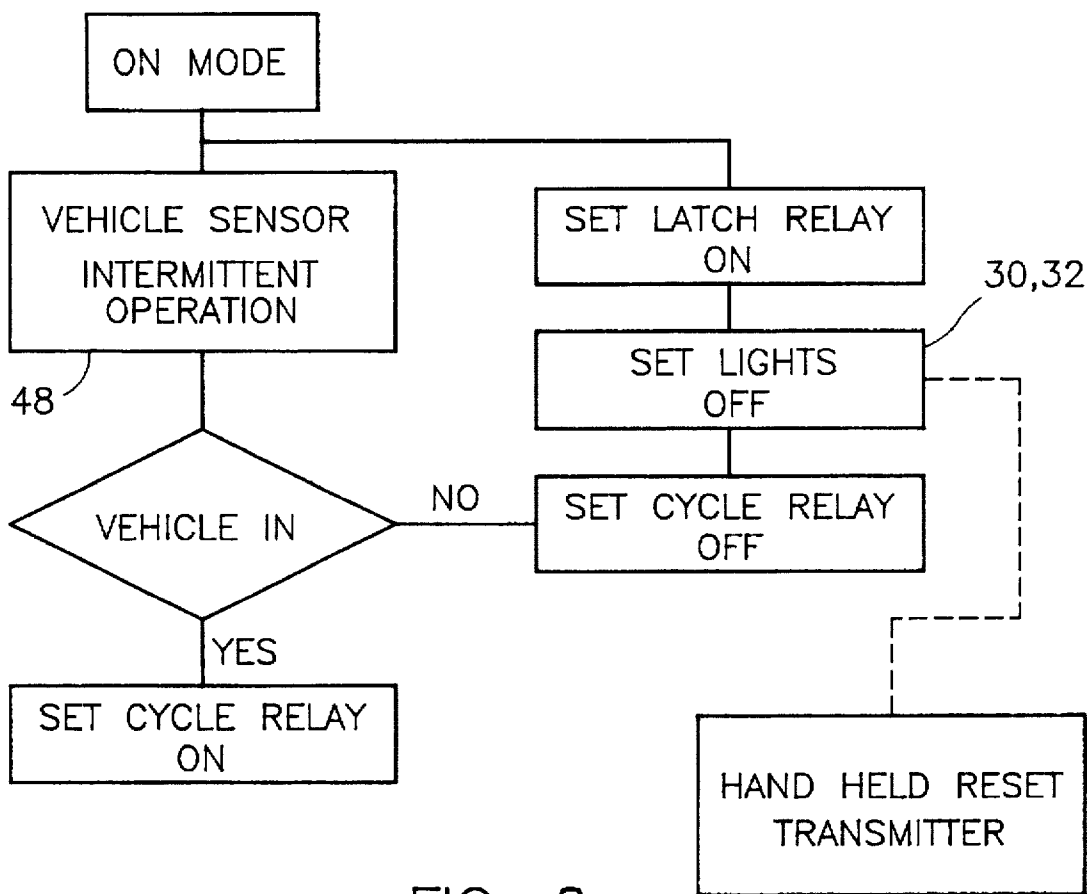 ON MODE
VEHICLE SENSOR
INTERMITTENT
OPERATION
48
VEHICLE IN
YES
SET CYCLE RELAY
ON
NO
SET LATCH RELAY
ON
30,32
SET LIGHTS
OFF
SET CYCLE RELAY
OFF
HAND HELD RESET
TRANSMITTER
FIG.